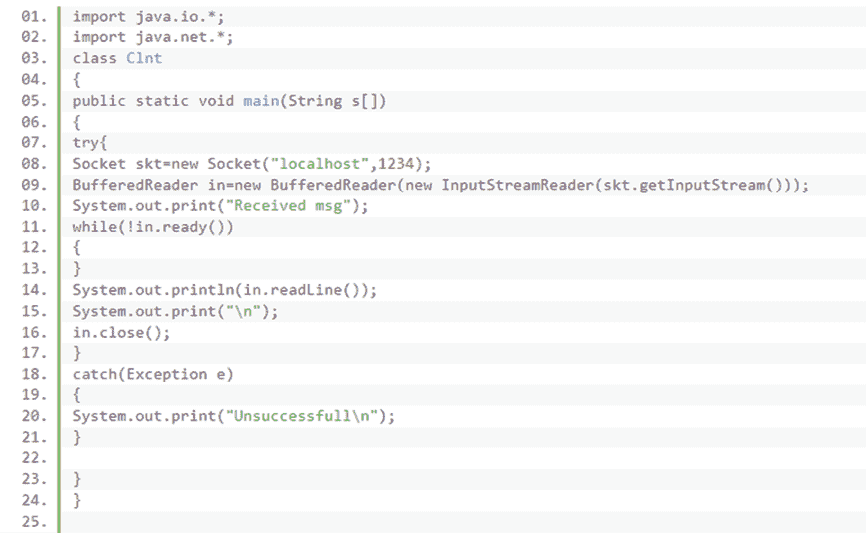 01. import java.io.*;
02. import java.net.*;
03. class Clnt
04. {
05. public static void main(String s[])
06. {
07. try{
08. Socket skt=new Socket("localhost",1234);
09. BufferedReader in=new BufferedReader(new InputStreamReader(skt.getInputStream()));
10. System.out.print("Received msg");
11. while(!in.ready())
12. {
13. }
14. System.out.println(in.readLine());
15. System.out.print("\n");
16. in.close();
17. }
18. catch(Exception e)
19. {
20. System.out.print("Unsuccessfull\n");
21. }
22.
23. }
24. }
25.